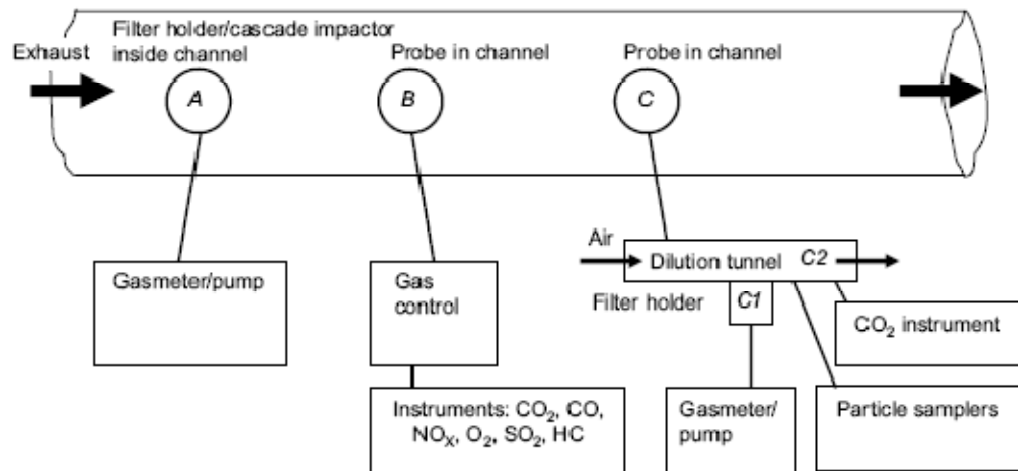 Filter holder/cascade impactor
inside channel
Exhaust
Probe in channel
Probe in channel
A
B
C
Air
Dilution tunnel C2
Filter holder
C1
Gasmeter/pump
Gas
control
CO₂ instrument
Instruments: CO₂, CO,
NOₓ, O₂, SO₂, HC
Gasmeter/
pump
Particle samplers